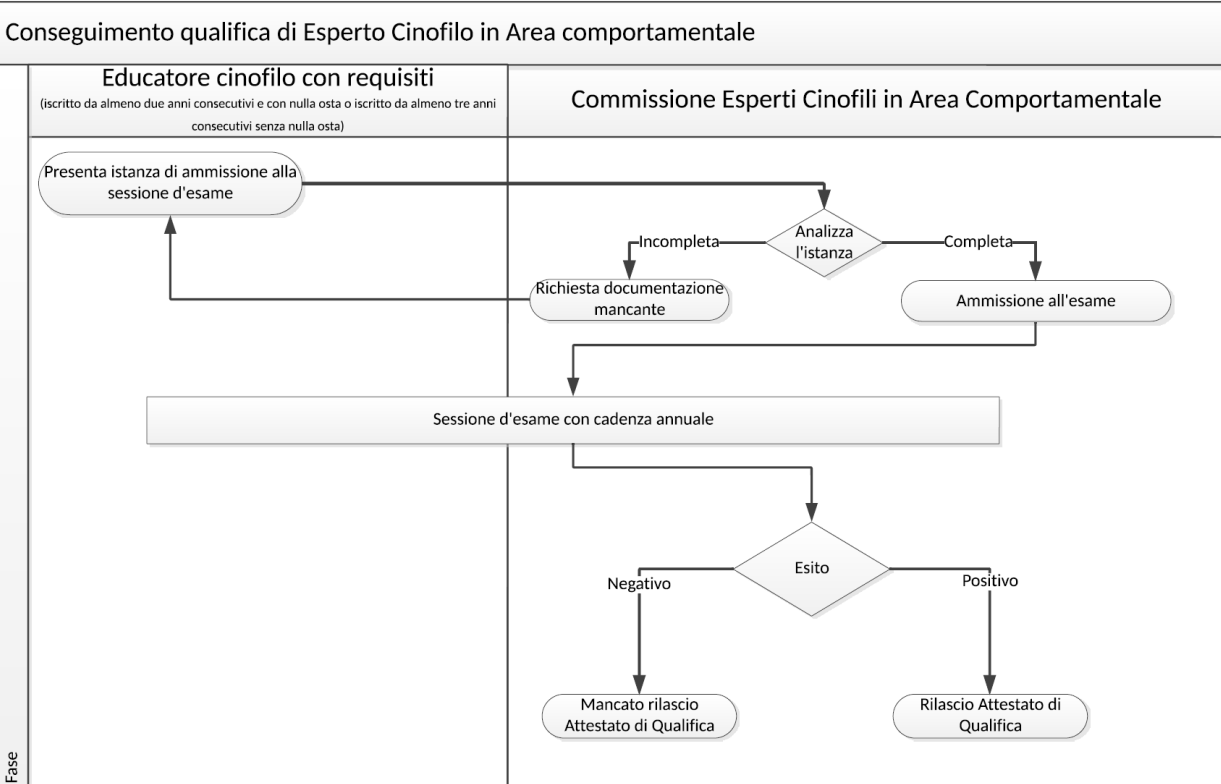 Conseguimento qualifica di Esperto Cinofilo in Area comportamentale
Educatore cinofilo con requisiti
(iscritto da almeno due anni consecutivi e con nulla osta o iscritto da almeno tre anni
consecutivi senza nulla osta)
Commissione Esperti Cinofili in Area Comportamentale
Presenta istanza di ammissione alla
sessione d'esame
Analizza
l'istanza
Incompleta
Completa
Richiesta documentazione
mancante
Ammissione all'esame
Sessione d'esame con cadenza annuale
Esito
Negativo
Positivo
Mancato rilascio
Attestato di Qualifica
Rilascio Attestato di
Qualifica
Fase